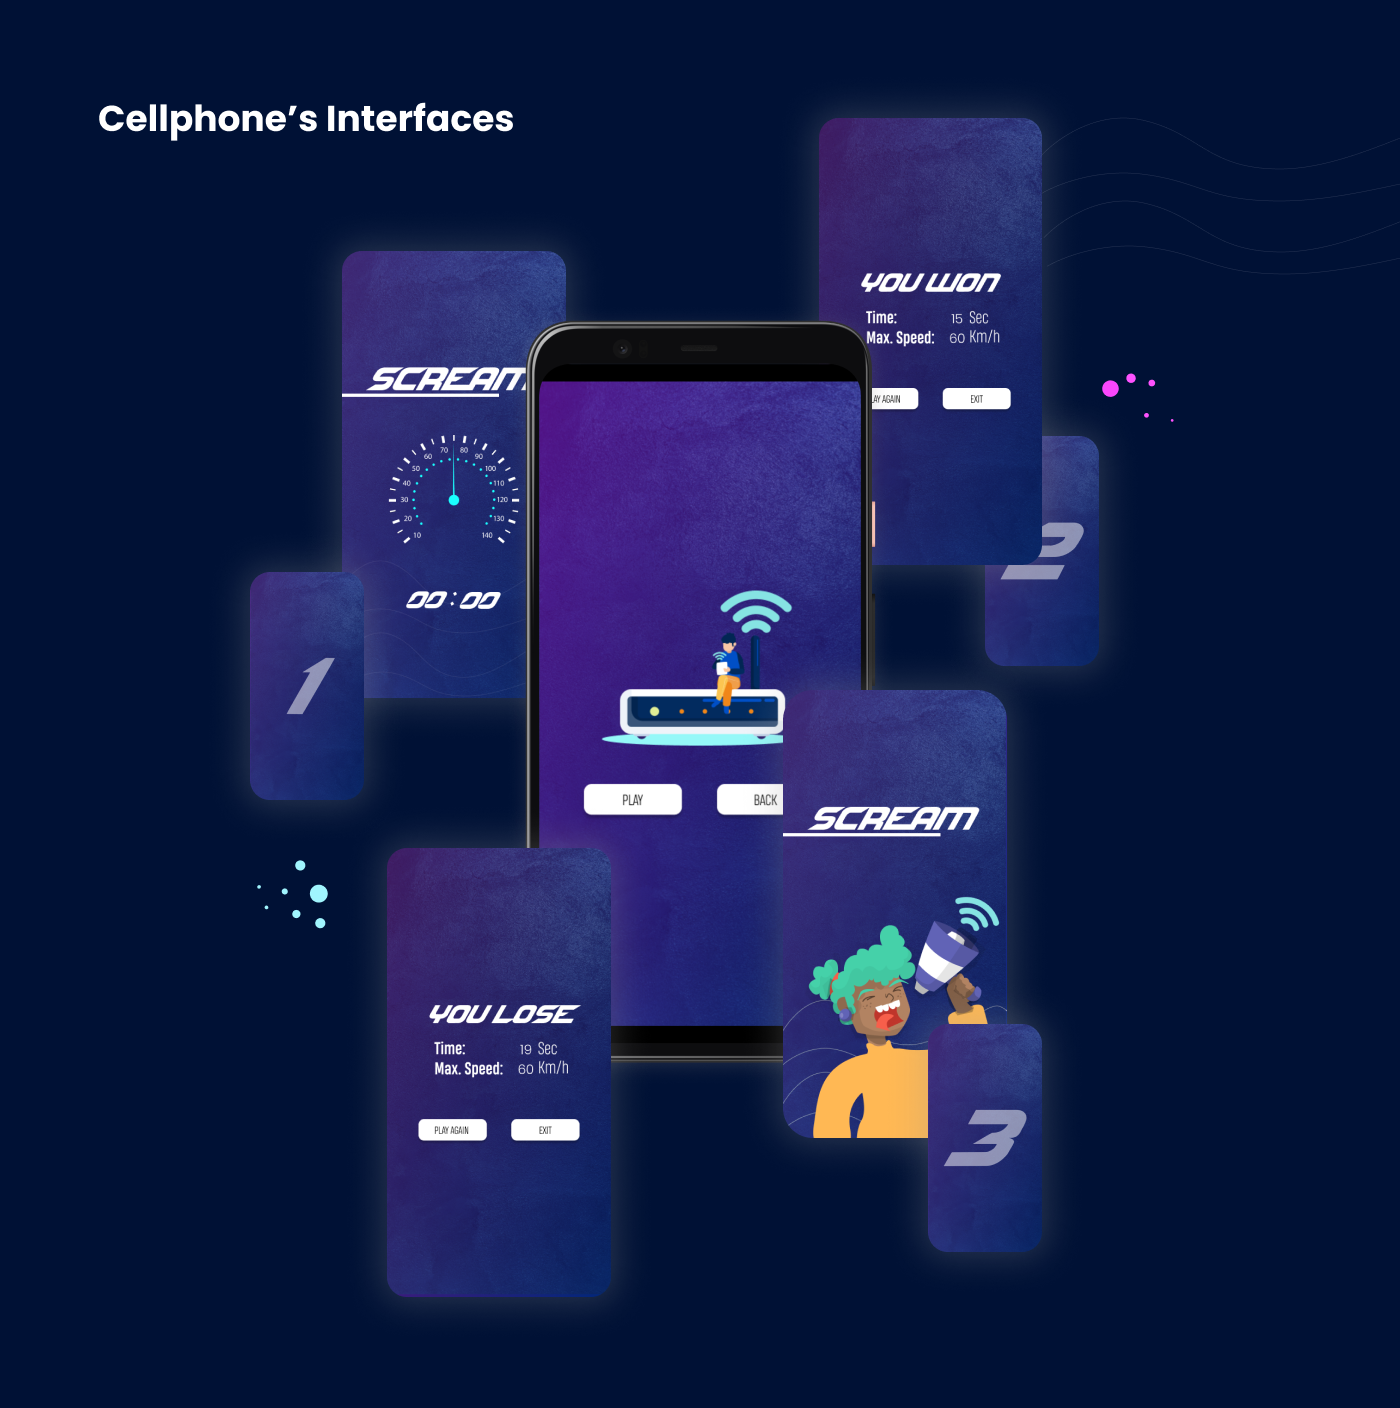 Cellphone's Interfaces
YOU WON
Time: 15 Sec
Max. Speed: 60 Km/h
LAY AGAIN
EXIT
SCREAM
10
20
30
40
50
60
70
80
90
100
110
120
130
140
00:00
1
2
PLAY
BACK
SCREAM
YOU LOSE
Time: 19 Sec
Max. Speed: 60 Km/h
PLAY AGAIN
EXIT
3